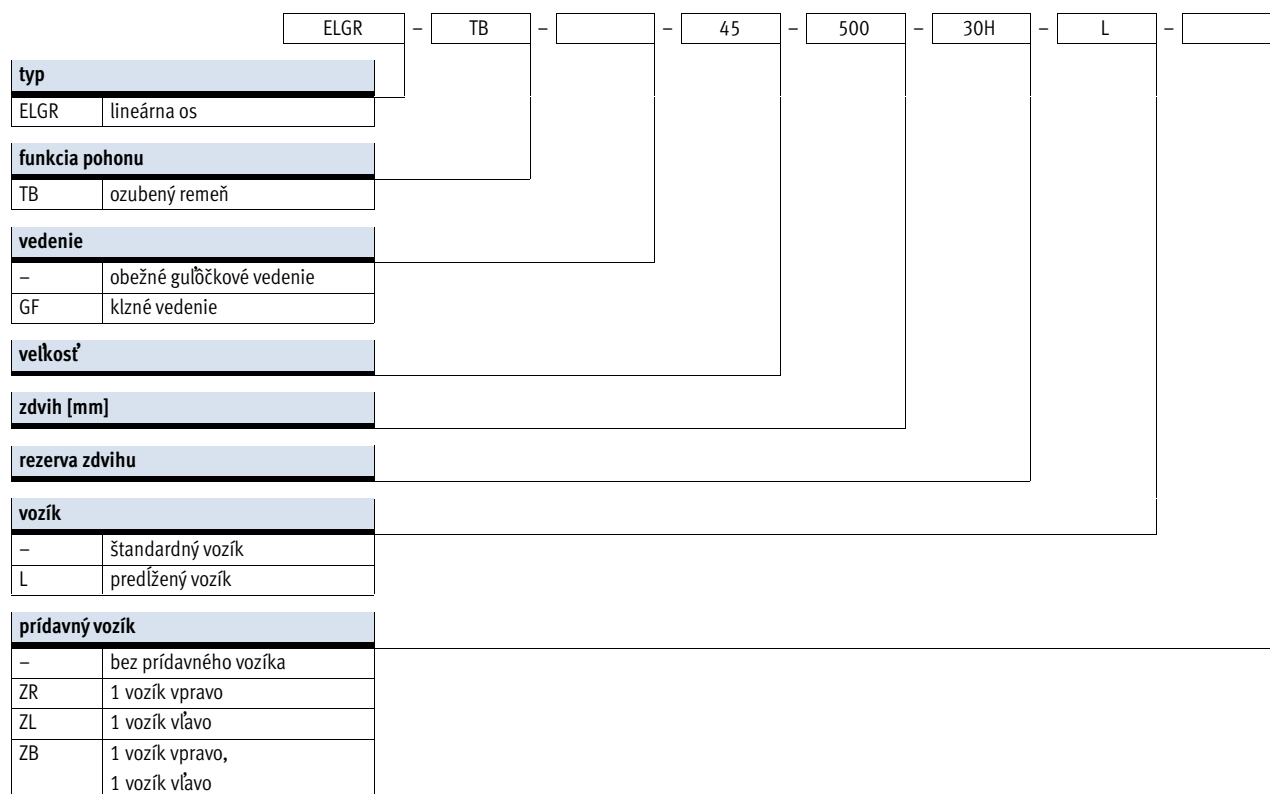 ELGR – TB – – 45 – 500 – 30H – L –
typ
ELGR lineárna os
funkcia pohonu
TB ozubený remeň
vedenie
– obežné guľôčkové vedenie
GF klzné vedenie
veľkosť
zdvih [mm]
rezerva zdvihu
vozík
– štandardný vozík
L predĺžený vozík
prídavný vozík
– bez prídavného vozíka
ZR 1 vozík vpravo
ZL 1 vozík vľavo
ZB 1 vozík vpravo,
1 vozík vľavo